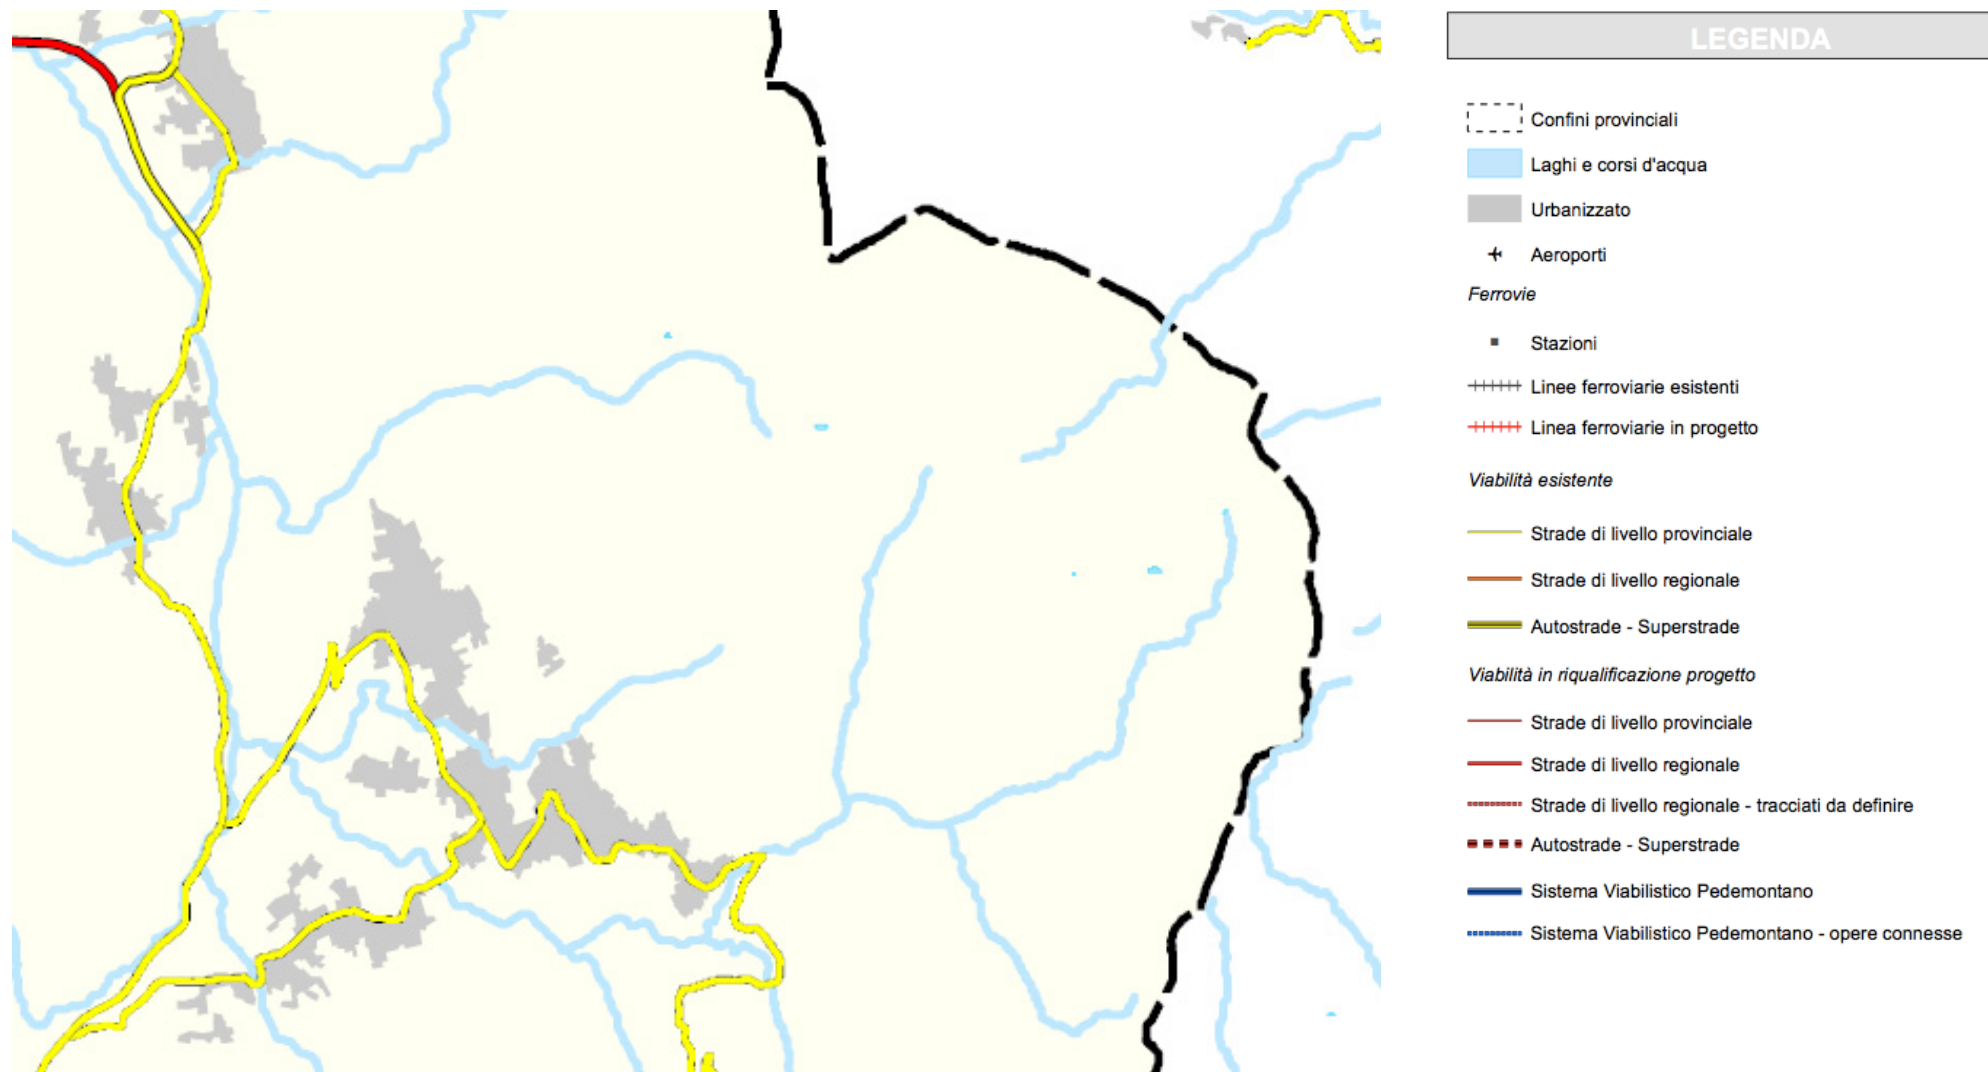 LEGENDA
Confini provinciali
Laghi e corsi d'acqua
Urbanizzato
Aeroporti
Ferrovie
Stazioni
Linee ferroviarie esistenti
Linea ferroviarie in progetto
Viabilità esistente
Strade di livello provinciale
Strade di livello regionale
Autostrade - Superstrade
Viabilità in riqualificazione progetto
Strade di livello provinciale
Strade di livello regionale
Strade di livello regionale - tracciati da definire
Autostrade - Superstrade
Sistema Viabilistico Pedemontano
Sistema Viabilistico Pedemontano - opere connesse